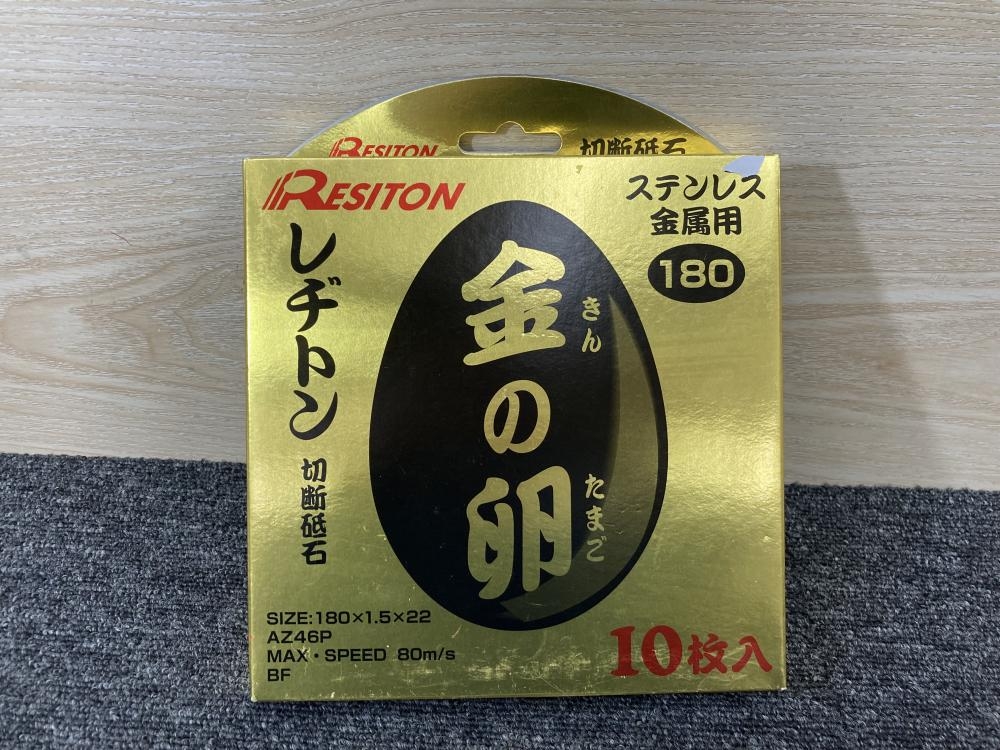 RESITON
切断砥石
RESITON
レヂトン
切断砥石
ステンレス
金属用
180
金の卵
きん
たまご
SIZE:180×1.5×22
AZ46P
MAX・SPEED 80m/s
BF
10枚入